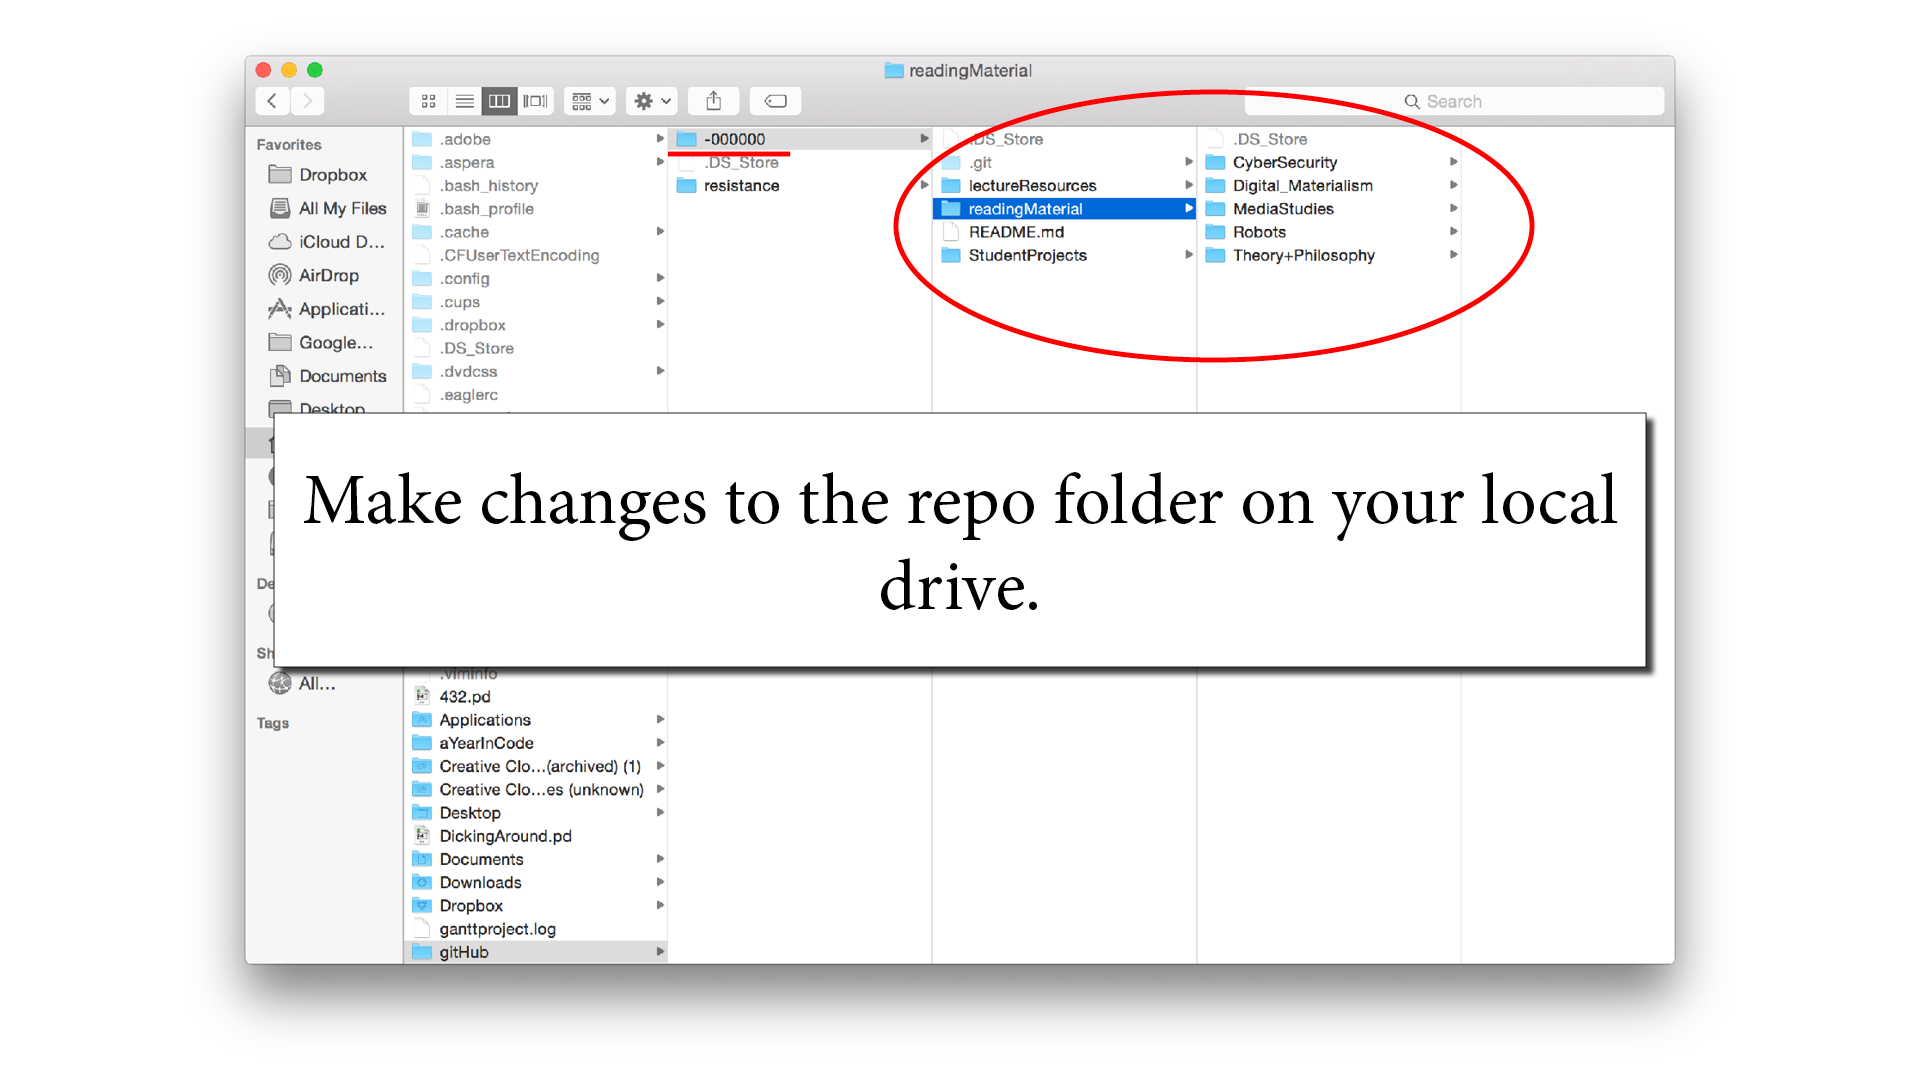 readingMaterial
Search
Favorites
Dropbox
All My Files
iCloud D...
AirDrop
Applicati...
Google...
Documents
Desktop
De
Sh
All...
Tags
.adobe
.aspera
.bash_history
.bash_profile
.cache
.CFUserTextEncoding
.config
.cups
.dropbox
.DS_Store
.dvdcss
.eaglerc
.viminfo
432.pd
Applications
aYearInCode
Creative Clo...(archived) (1)
Creative Clo...es (unknown)
Desktop
DickingAround.pd
Documents
Downloads
Dropbox
ganttproject.log
gitHub
-000000
.DS_Store
resistance
.DS_Store
.git
lectureResources
readingMaterial
README.md
StudentProjects
.DS_Store
CyberSecurity
Digital_Materialism
MediaStudies
Robots
Theory+Philosophy
Make changes to the repo folder on your local
drive.